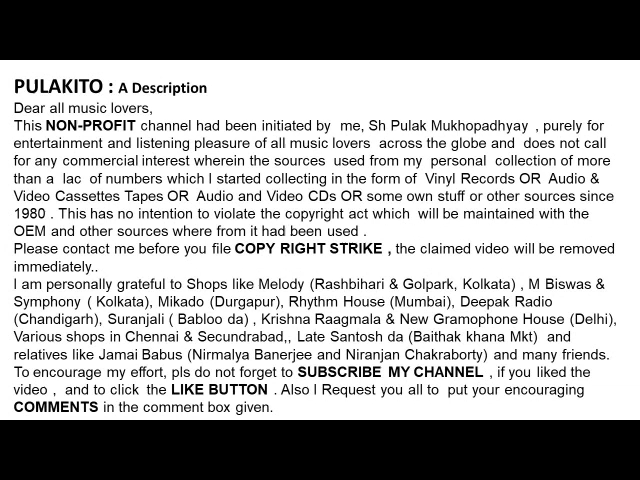 PULAKITO : A Description
Dear all music lovers,
This NON-PROFIT channel had been initiated by me, Sh Pulak Mukhopadhyay , purely for
entertainment and listening pleasure of all music lovers across the globe and does not call
for any commercial interest wherein the sources used from my personal collection of more
than a lac of numbers which I started collecting in the form of Vinyl Records OR Audio &
Video Cassettes Tapes OR Audio and Video CDs OR some own stuff or other sources since
1980 . This has no intention to violate the copyright act which will be maintained with the
OEM and other sources where from it had been used .
Please contact me before you file COPY RIGHT STRIKE , the claimed video will be removed
immediately..
I am personally grateful to Shops like Melody (Rashbihari & Golpark, Kolkata) , M Biswas &
Symphony ( Kolkata), Mikado (Durgapur), Rhythm House (Mumbai), Deepak Radio
(Chandigarh), Suranjali ( Babloo da) , Krishna Raagmala & New Gramophone House (Delhi),
Various shops in Chennai & Secundrabad,, Late Santosh da (Baithak khana Mkt) and
relatives like Jamai Babus (Nirmalya Banerjee and Niranjan Chakraborty) and many friends.
To encourage my effort, pls do not forget to SUBSCRIBE MY CHANNEL , if you liked the
video , and to click the LIKE BUTTON . Also I Request you all to put your encouraging
COMMENTS in the comment box given.